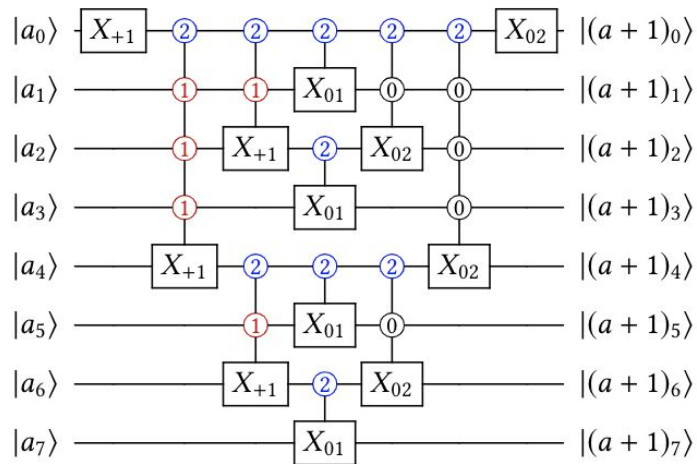 |a₀⟩ X₊₁ 2 2 2 2 2 X₀₂ |(a + 1)₀⟩
|a₁⟩ 1 1 X₀₁ 0 0 |(a + 1)₁⟩
|a₂⟩ 1 X₊₁ 2 X₀₂ 0 |(a + 1)₂⟩
|a₃⟩ 1 X₀₁ 0 |(a + 1)₃⟩
|a₄⟩ X₊₁ 2 2 2 X₀₂ |(a + 1)₄⟩
|a₅⟩ 1 X₀₁ 0 |(a + 1)₅⟩
|a₆⟩ X₊₁ 2 X₀₂ |(a + 1)₆⟩
|a₇⟩ X₀₁ |(a + 1)₇⟩